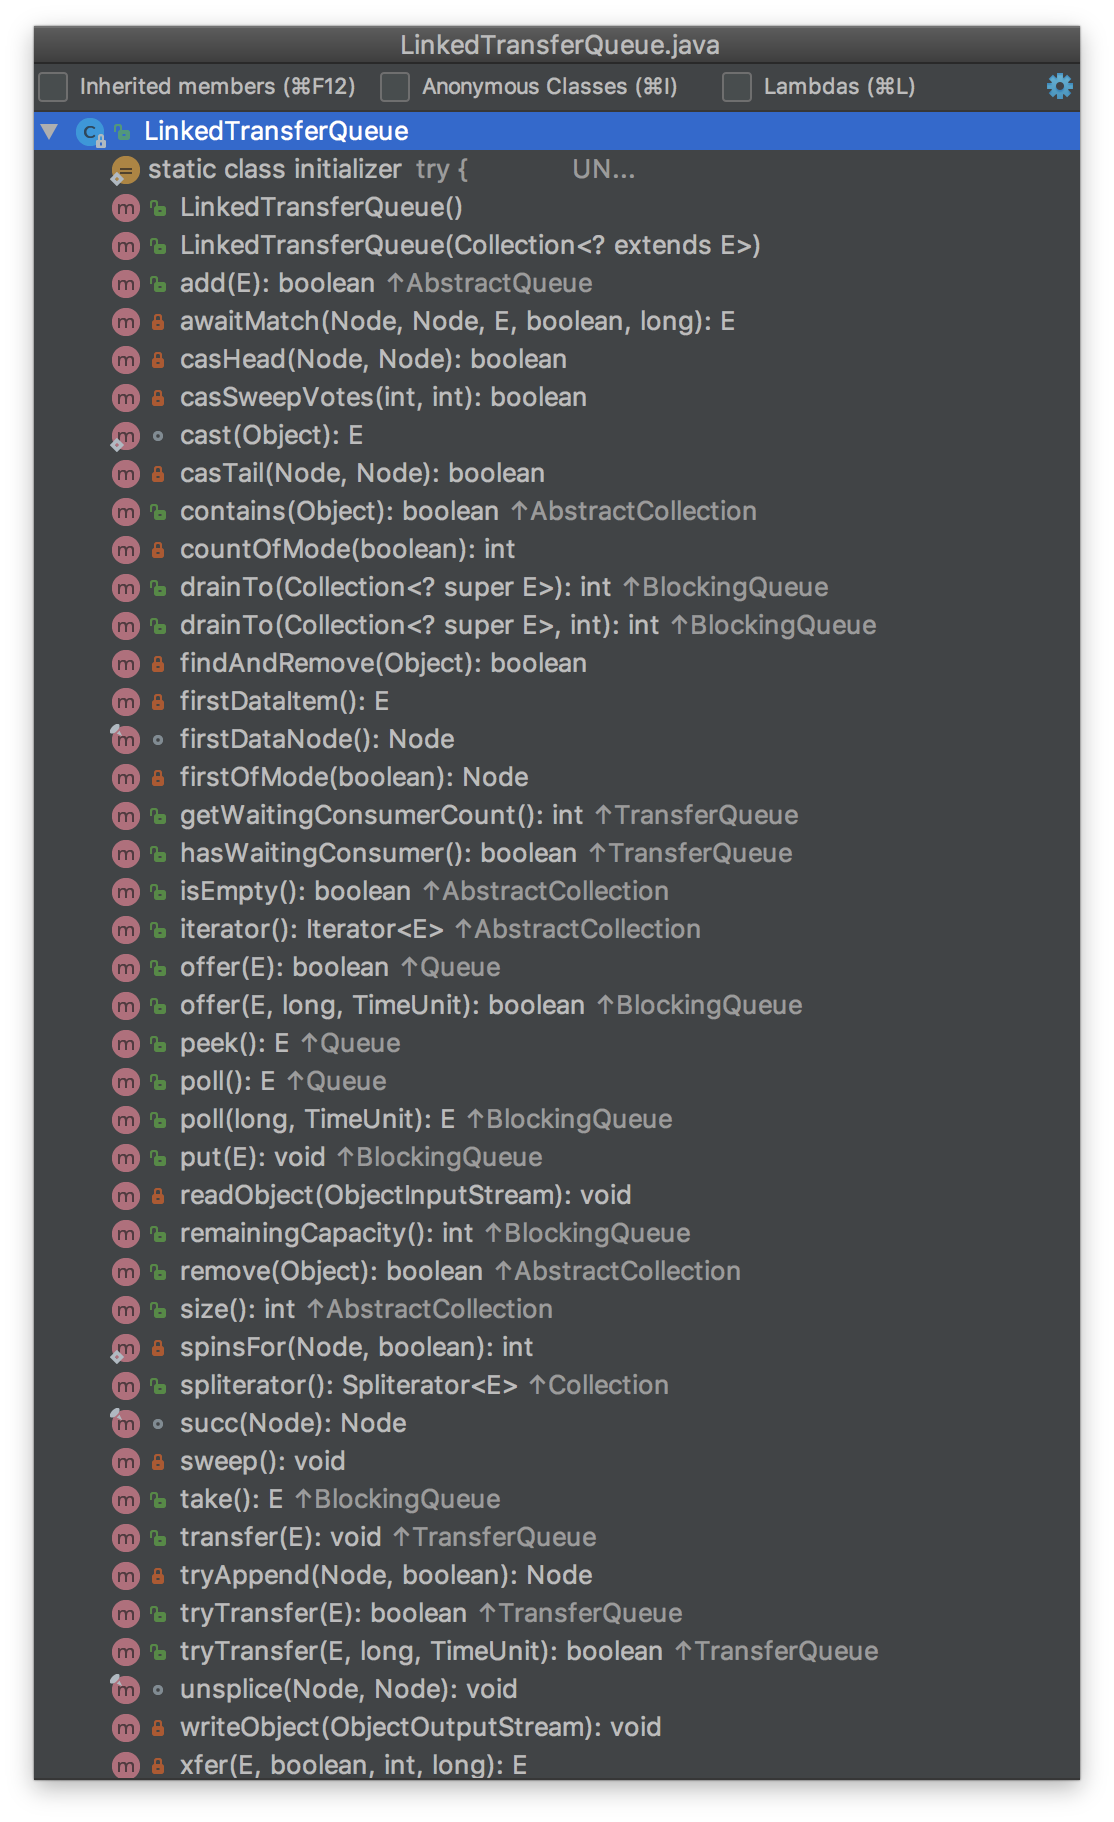 LinkedTransferQueue.java
Inherited members (⌘F12) Anonymous Classes (⌘I) Lambdas (⌘L)
LinkedTransferQueue
static class initializer try { UN...
LinkedTransferQueue()
LinkedTransferQueue(Collection<? extends E>)
add(E): boolean ↑AbstractQueue
awaitMatch(Node, Node, E, boolean, long): E
casHead(Node, Node): boolean
casSweepVotes(int, int): boolean
cast(Object): E
casTail(Node, Node): boolean
contains(Object): boolean ↑AbstractCollection
countOfMode(boolean): int
drainTo(Collection<? super E>): int ↑BlockingQueue
drainTo(Collection<? super E>, int): int ↑BlockingQueue
findAndRemove(Object): boolean
firstDataItem(): E
firstDataNode(): Node
firstOfMode(boolean): Node
getWaitingConsumerCount(): int ↑TransferQueue
hasWaitingConsumer(): boolean ↑TransferQueue
isEmpty(): boolean ↑AbstractCollection
iterator(): Iterator<E> ↑AbstractCollection
offer(E): boolean ↑Queue
offer(E, long, TimeUnit): boolean ↑BlockingQueue
peek(): E ↑Queue
poll(): E ↑Queue
poll(long, TimeUnit): E ↑BlockingQueue
put(E): void ↑BlockingQueue
readObject(ObjectInputStream): void
remainingCapacity(): int ↑BlockingQueue
remove(Object): boolean ↑AbstractCollection
size(): int ↑AbstractCollection
spinsFor(Node, boolean): int
spliterator(): Spliterator<E> ↑Collection
succ(Node): Node
sweep(): void
take(): E ↑BlockingQueue
transfer(E): void ↑TransferQueue
tryAppend(Node, boolean): Node
tryTransfer(E): boolean ↑TransferQueue
tryTransfer(E, long, TimeUnit): boolean ↑TransferQueue
unsplice(Node, Node): void
writeObject(ObjectOutputStream): void
xfer(E, boolean, int, long): E